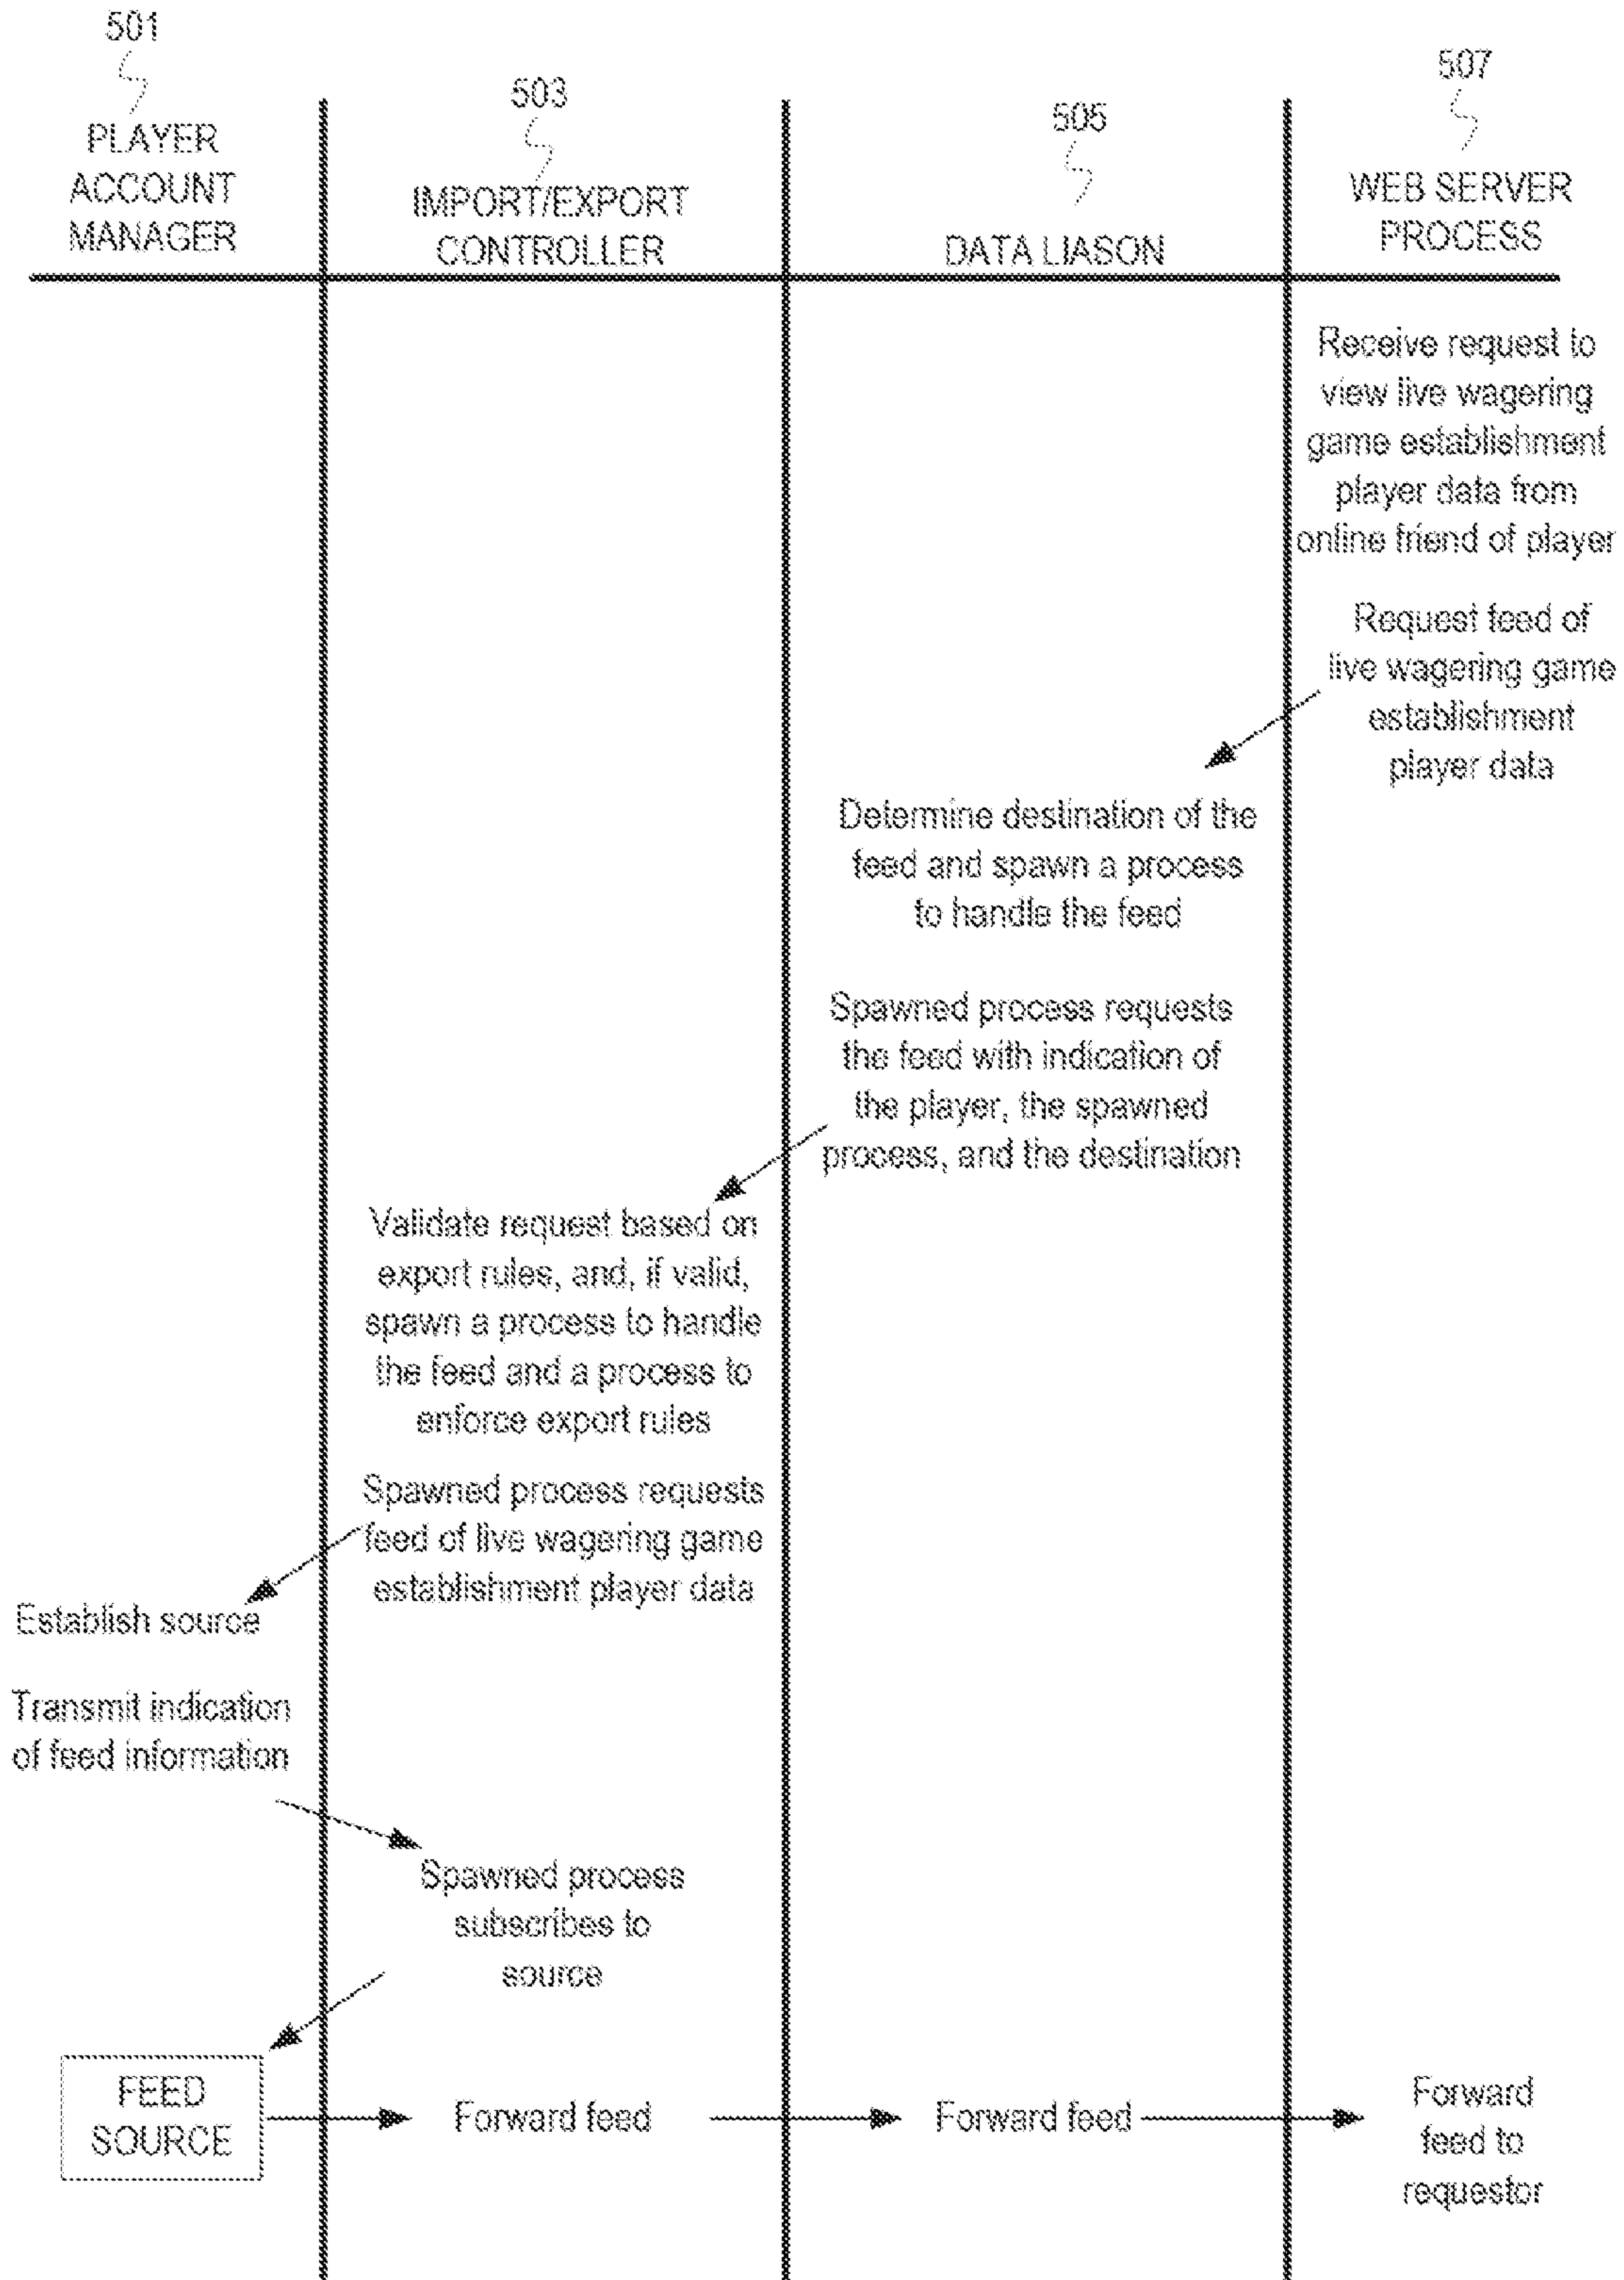 501
PLAYER
ACCOUNT
MANAGER
503
IMPORT/EXPORT
CONTROLLER
505
DATA LIASON
507
WEB SERVER
PROCESS
Receive request to
view live wagering
game establishment
player data from
online friend of player
Request feed of
live wagering game
establishment
player data
Determine destination of the
feed and spawn a process
to handle the feed
Spawned process requests
the feed with indication of
the player, the spawned
process, and the destination
Validate request based on
export rules, and, if valid,
spawn a process to handle
the feed and a process to
enforce export rules
Spawned process requests
feed of live wagering game
establishment player data
Establish source
Transmit indication
of feed information
Spawned process
subscribes to
source
FEED
SOURCE
Forward feed
Forward feed
Forward
feed to
requestor